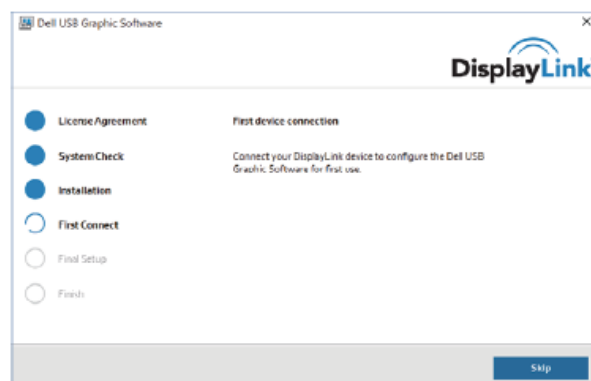 Dell USB Graphic Software
DisplayLink
License Agreement
First device connection
System Check
Connect your DisplayLink device to configure the Dell USB
Graphic Software for first use.
Installation
First Connect
Final Setup
Finish
Skip